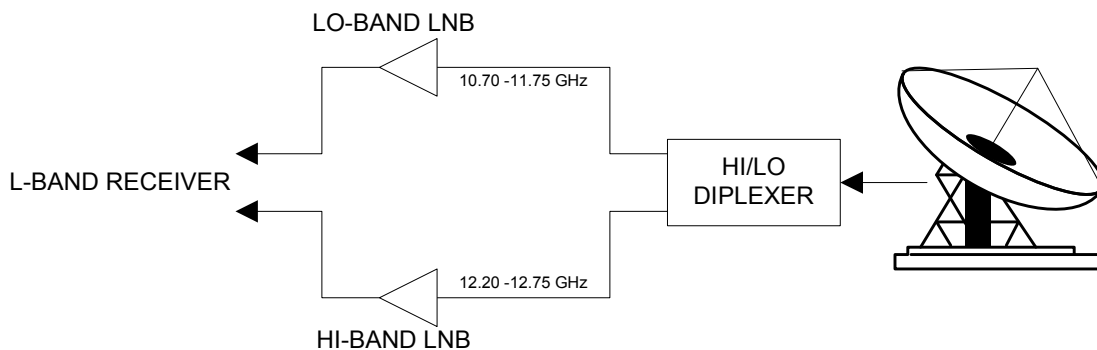 LO-BAND LNB
10.70 -11.75 GHz
L-BAND RECEIVER
HI/LO
DIPLEXER
12.20 -12.75 GHz
HI-BAND LNB